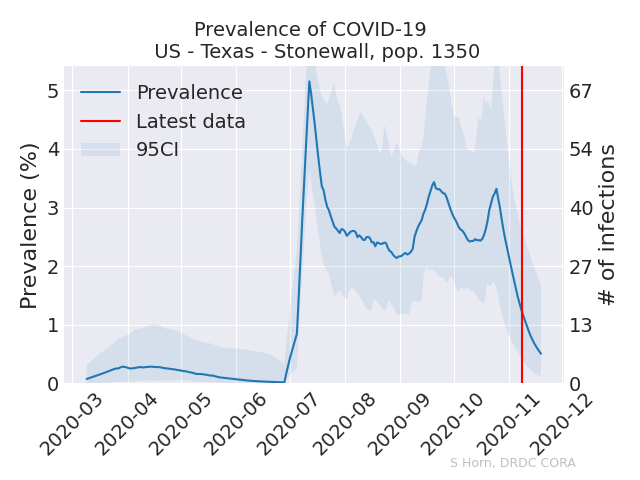 Prevalence of COVID-19
US - Texas - Stonewall, pop. 1350
Prevalence
Latest data
95CI
Prevalence (%)
5
4
3
2
1
0
67
54
40
27
13
0
# of infections
2020-03
2020-04
2020-05
2020-06
2020-07
2020-08
2020-09
2020-10
2020-11
2020-12
S Horn, DRDC CORA